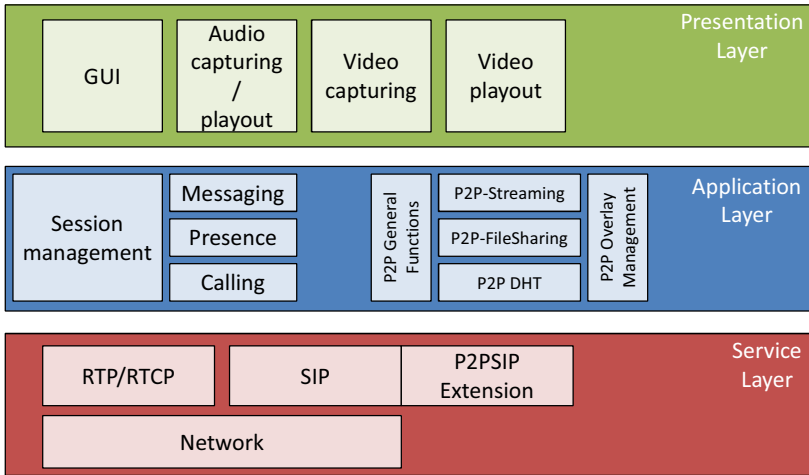 Presentation
Layer
GUI
Audio
capturing
/
playout
Video
capturing
Video
playout
Application
Layer
Session
management
Messaging
Presence
Calling
P2P General
Functions
P2P-Streaming
P2P-FileSharing
P2P DHT
P2P Overlay
Management
Service
Layer
RTP/RTCP
SIP
P2PSIP
Extension
Network